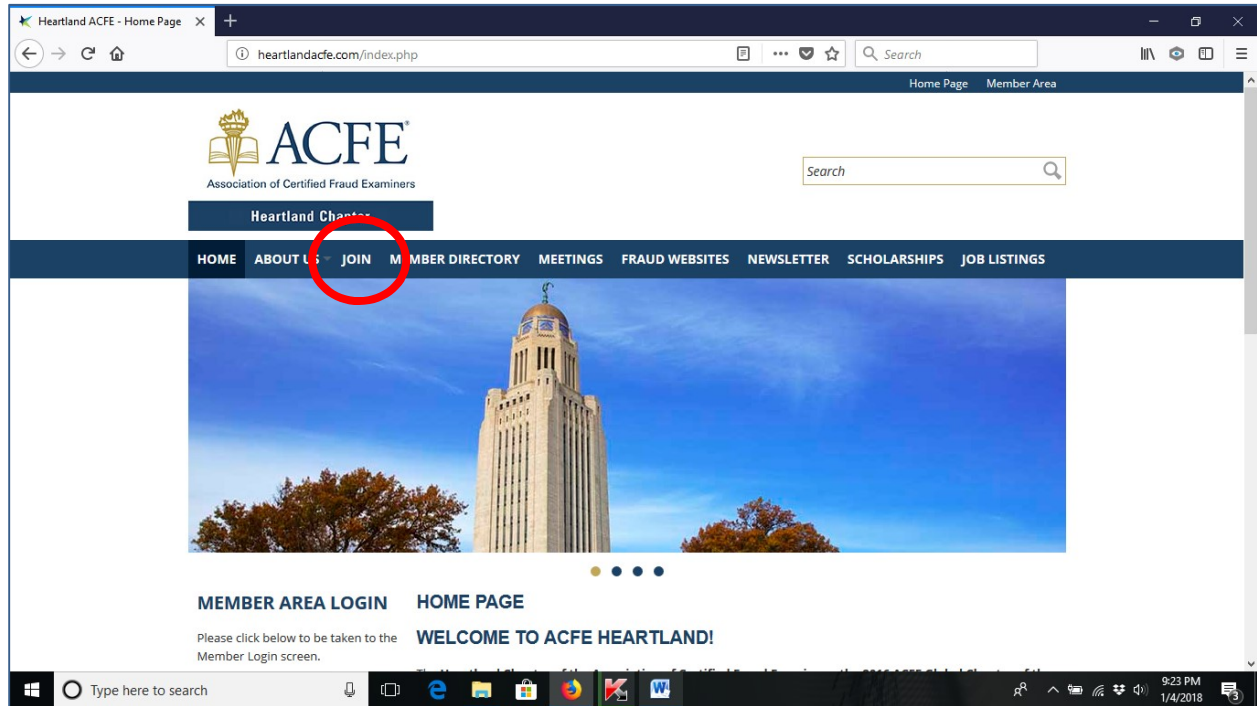 Heartland ACFE - Home Page
heartlandacfe.com/index.php
Search
Home Page Member Area
ACFE®
Association of Certified Fraud Examiners
Search
Heartland Chapter
HOME ABOUT US JOIN MEMBER DIRECTORY MEETINGS FRAUD WEBSITES NEWSLETTER SCHOLARSHIPS JOB LISTINGS
MEMBER AREA LOGIN
Please click below to be taken to the
Member Login screen.
HOME PAGE
WELCOME TO ACFE HEARTLAND!
Type here to search
9:23 PM
1/4/2018
3